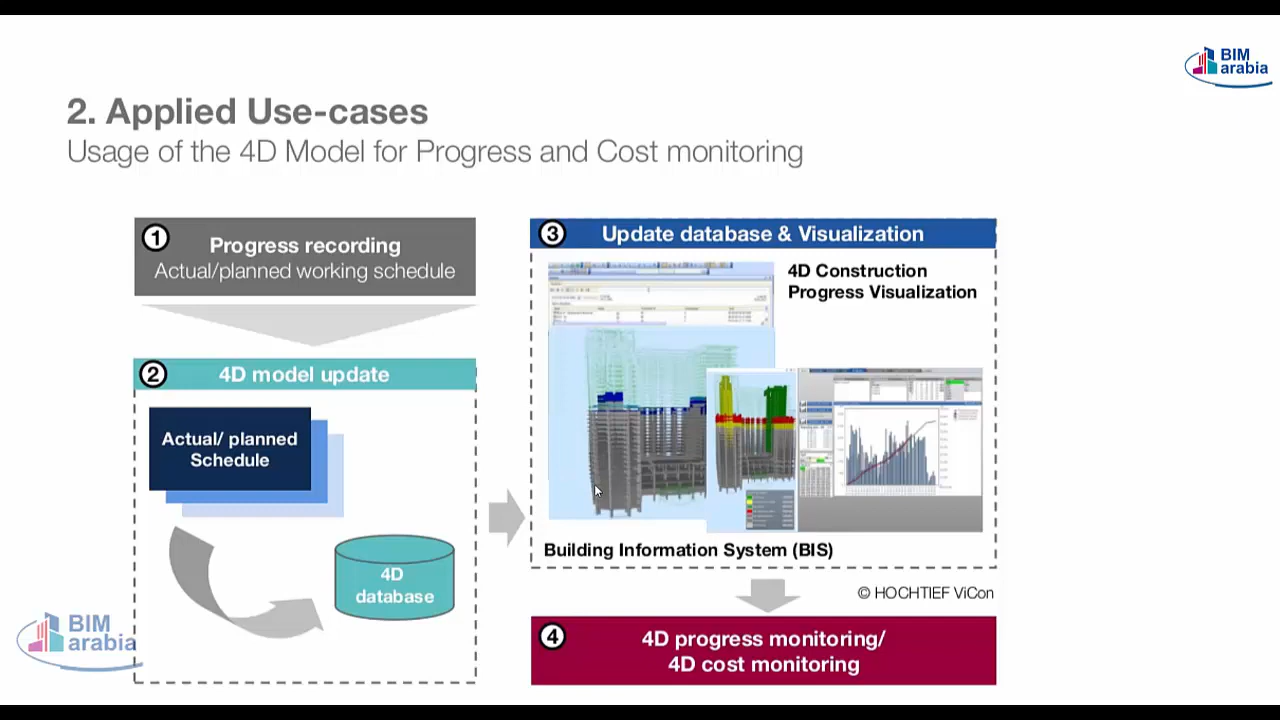 BIM
arabia
2. Applied Use-cases
Usage of the 4D Model for Progress and Cost monitoring
1
Progress recording
Actual/planned working schedule
2
4D model update
Actual/ planned
Schedule
4D
database
3
Update database & Visualization
4D Construction
Progress Visualization
Building Information System (BIS)
© HOCHTIEF ViCon
4
4D progress monitoring/
4D cost monitoring
BIM
arabia